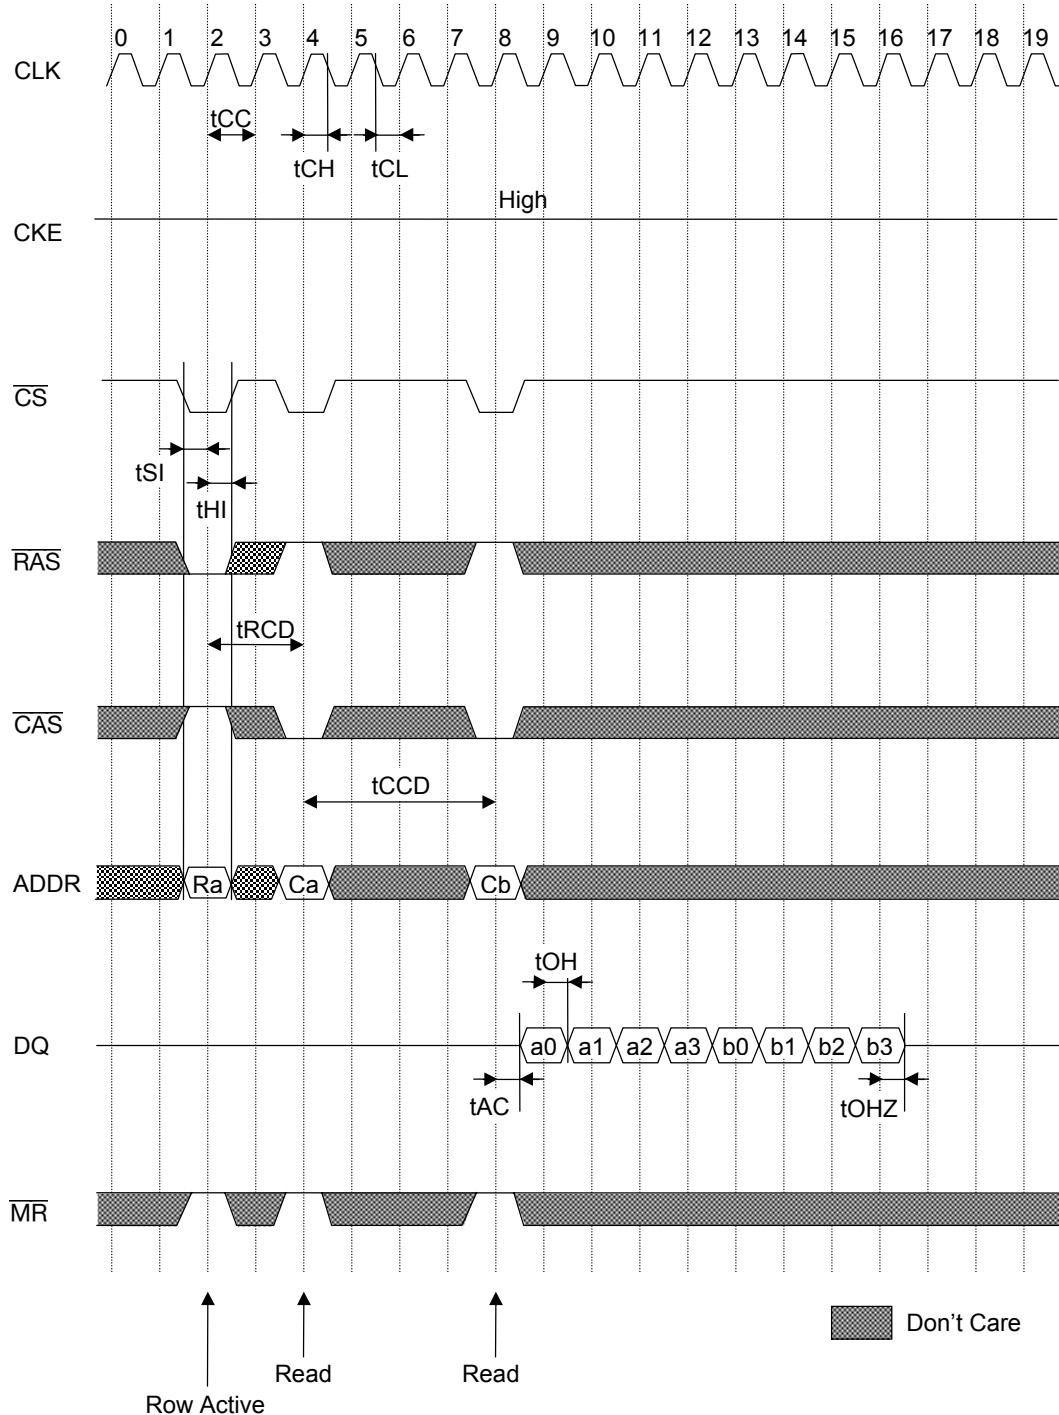 0 1 2 3 4 5 6 7 8 9 10 11 12 13 14 15 16 17 18 19
CLK
tCC
tCH tCL
High
CKE
CS
tSI
tHI
RAS
tRCD
CAS
tCCD
ADDR Ra Ca Cb
tOH
DQ a0 a1 a2 a3 b0 b1 b2 b3
tAC tOHZ
MR
Don't Care
Read Read
Row Active